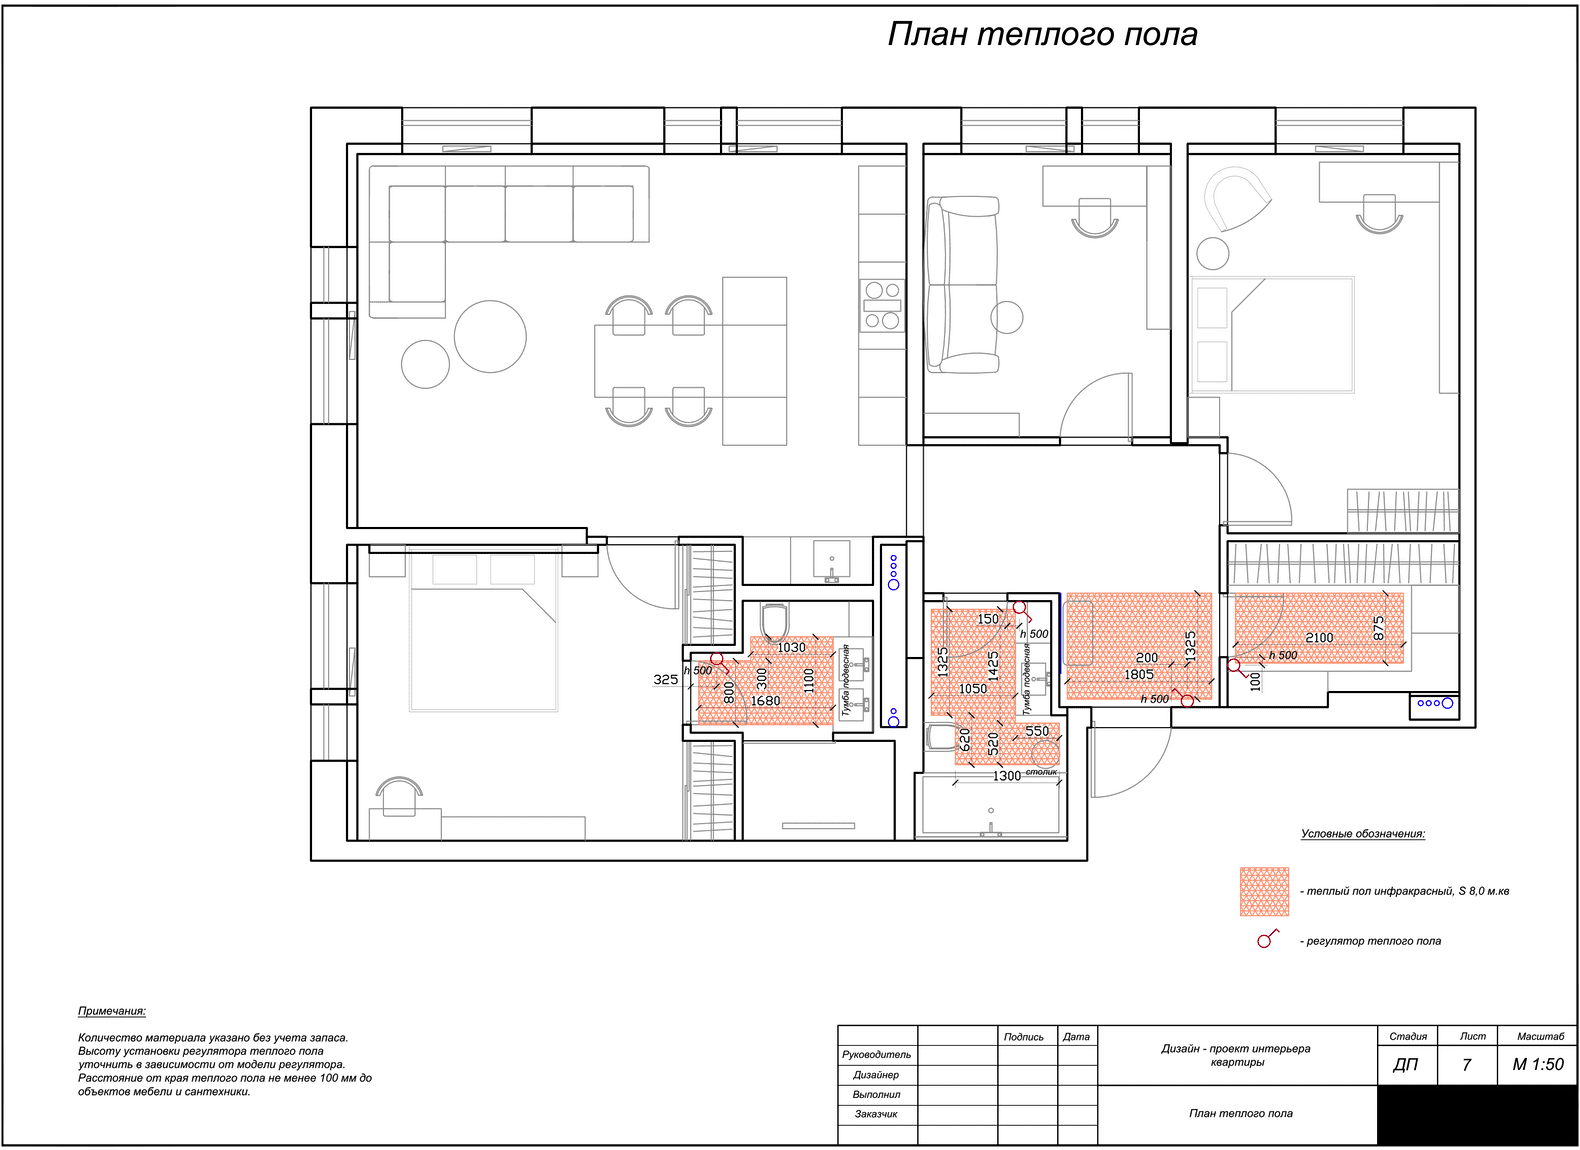 План теплого пола
1030
325
h 500
800
300
1100
1680
Тумба подвесная
150
h 500
1325
1425
1050
Тумба подвесная
620
520
550
столик
1300
200
1805
1325
h 500
2100
875
h 500
100
Условные обозначения:
- теплый пол инфракрасный, S 8,0 м.кв
- регулятор теплого пола
Примечания:
Количество материала указано без учета запаса.
Высоту установки регулятора теплого пола
уточнить в зависимости от модели регулятора.
Расстояние от края теплого пола не менее 100 мм до
объектов мебели и сантехники.
Подпись Дата
Руководитель
Дизайнер
Выполнил
Заказчик
Дизайн - проект интерьера
квартиры
План теплого пола
Стадия Лист Масштаб
ДП 7 М 1:50